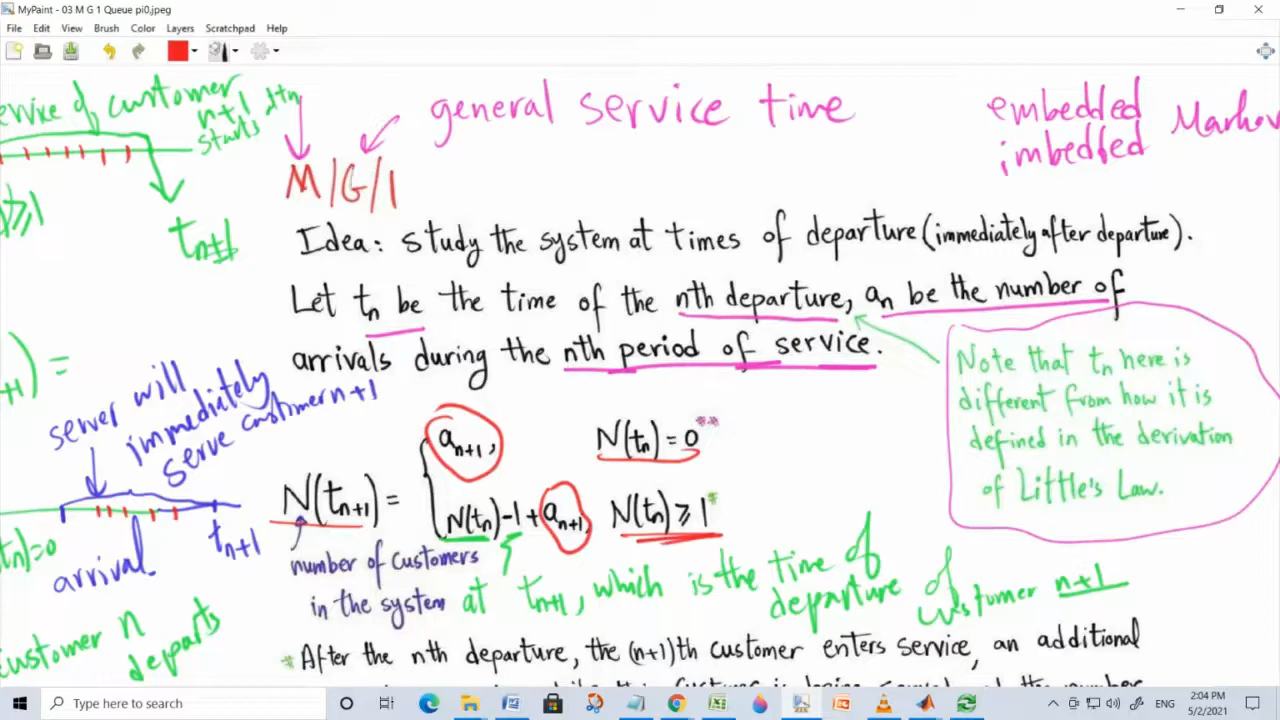 MyPaint - 03 M G 1 Queue pi0.jpeg
File Edit View Brush Color Layers Scratchpad Help
service of customer
n+1
starts
general service time
embedded
imbedded
Markov
M/G/1
≥1
tn+1
Idea: study the system at times of departure (immediately after departure).
Let tn be the time of the nth departure, an be the number of
arrivals during the nth period of service.
Note that tn here is
different from how it is
defined in the derivation
of Little's Law.
server will
immediately
serve customer n+1
an+1, N(tn)=0**
N(tn+1) =
N(tn)-1+an+1, N(tn)≥1*
tn+1
(tn)=0
arrival
number of customers
in the system at tn+1, which is the time of
departure of
customer n+1
customer n
departs
*After the nth departure, the (n+1)th customer enters service, an additional
Type here to search
ENG
2:04 PM
5/2/2021